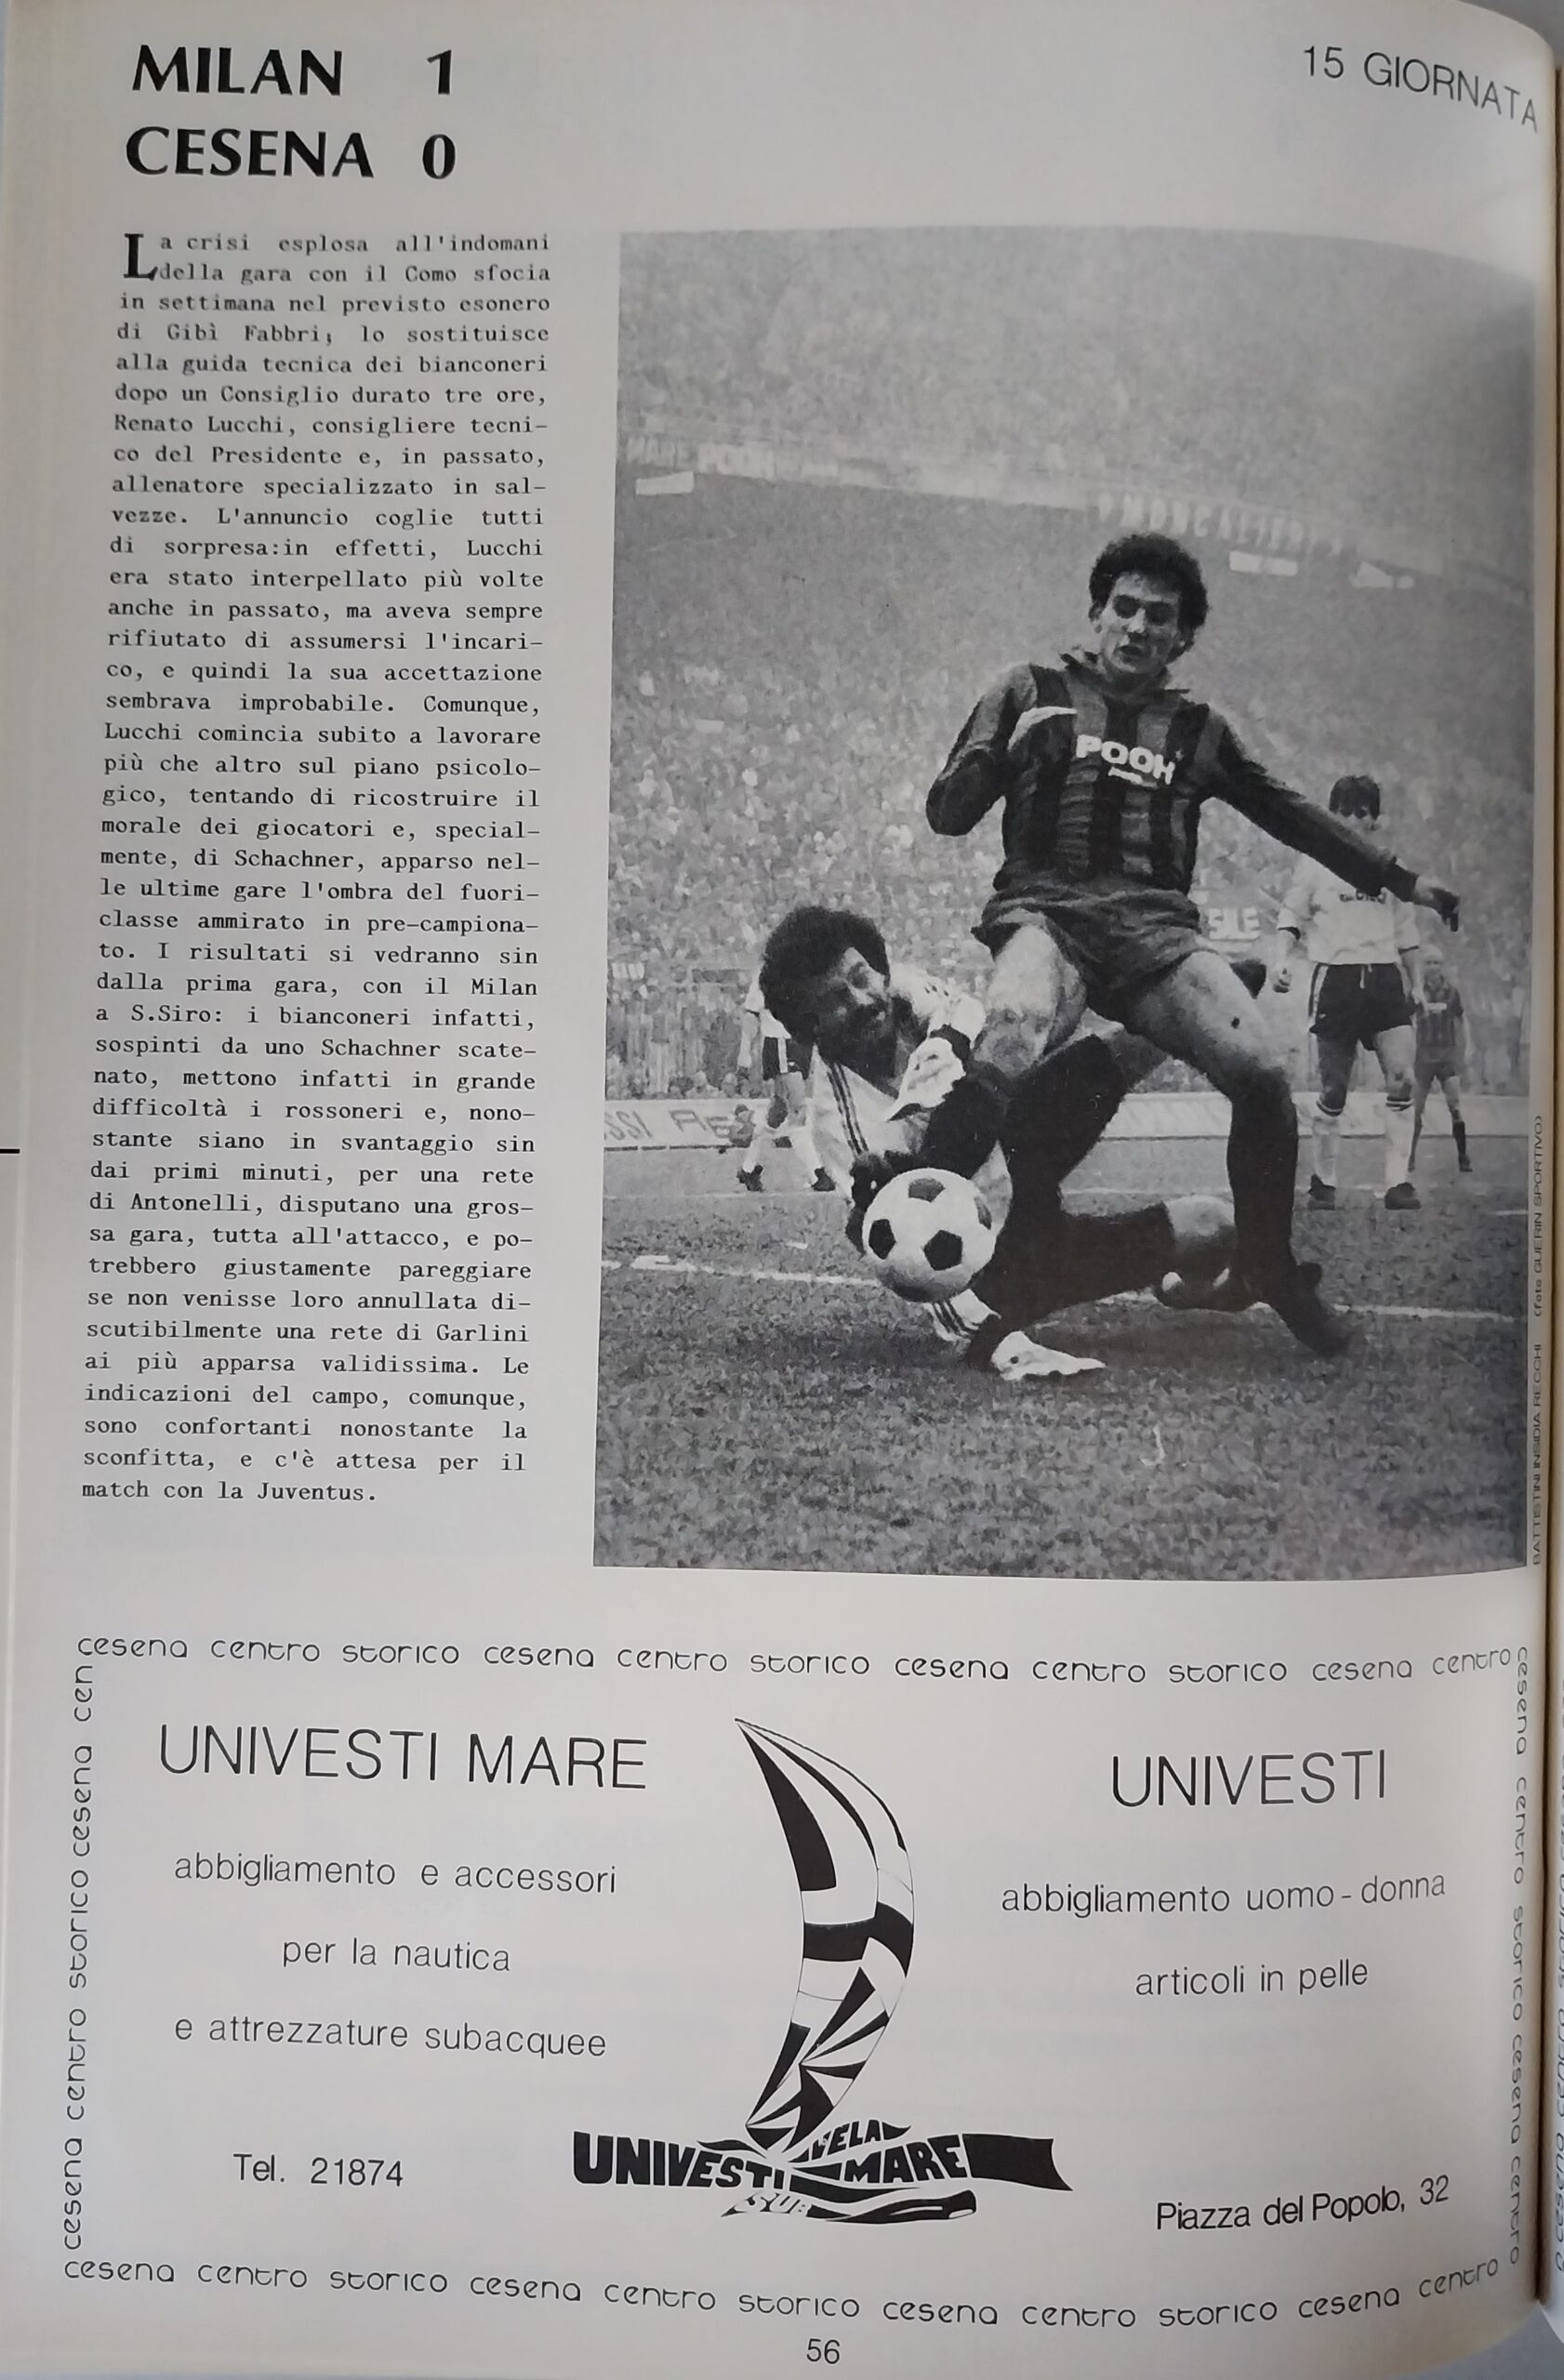 MILAN 1
CESENA 0
15 GIORNATA
La crisi esplosa all'indomani
della gara con il Como sfocia
in settimana nel previsto esonero
di Gibì Fabbri; lo sostituisce
alla guida tecnica dei bianconeri
dopo un Consiglio durato tre ore,
Renato Lucchi, consigliere tecni-
co del Presidente e, in passato,
allenatore specializzato in sal-
vezze. L'annuncio coglie tutti
di sorpresa:in effetti, Lucchi
era stato interpellato più volte
anche in passato, ma aveva sempre
rifiutato di assumersi l'incari-
co, e quindi la sua accettazione
sembrava improbabile. Comunque,
Lucchi comincia subito a lavorare
più che altro sul piano psicolo-
gico, tentando di ricostruire il
morale dei giocatori e, special-
mente, di Schachner, apparso nel-
le ultime gare l'ombra del fuori-
classe ammirato in pre-campiona-
to. I risultati si vedranno sin
dalla prima gara, con il Milan
a S.Siro: i bianconeri infatti,
sospinti da uno Schachner scate-
nato, mettono infatti in grande
difficoltà i rossoneri e, nono-
stante siano in svantaggio sin
dai primi minuti, per una rete
di Antonelli, disputano una gros-
sa gara, tutta all'attacco, e po-
trebbero giustamente pareggiare
se non venisse loro annullata di-
scutibilmente una rete di Garlini
ai più apparsa validissima. Le
indicazioni del campo, comunque,
sono confortanti nonostante la
sconfitta, e c'è attesa per il
match con la Juventus.
MARE POOH
POOH
BATTISTINI INSIDIA RECCHI (foto GUERIN SPORTIVO)
cesena centro storico cesena centro storico cesena centro storico cesena centro
cesena centro storico cesena cen
cesena centro storico cesena centro
UNIVESTI MARE
abbigliamento e accessori
per la nautica
e attrezzature subacquee
Tel. 21874
UNIVESTI
abbigliamento uomo-donna
articoli in pelle
Piazza del Popolo, 32
UNIVESTI VELA MARE SUB
cesena centro storico cesena centro storico cesena centro storico cesena centro
56